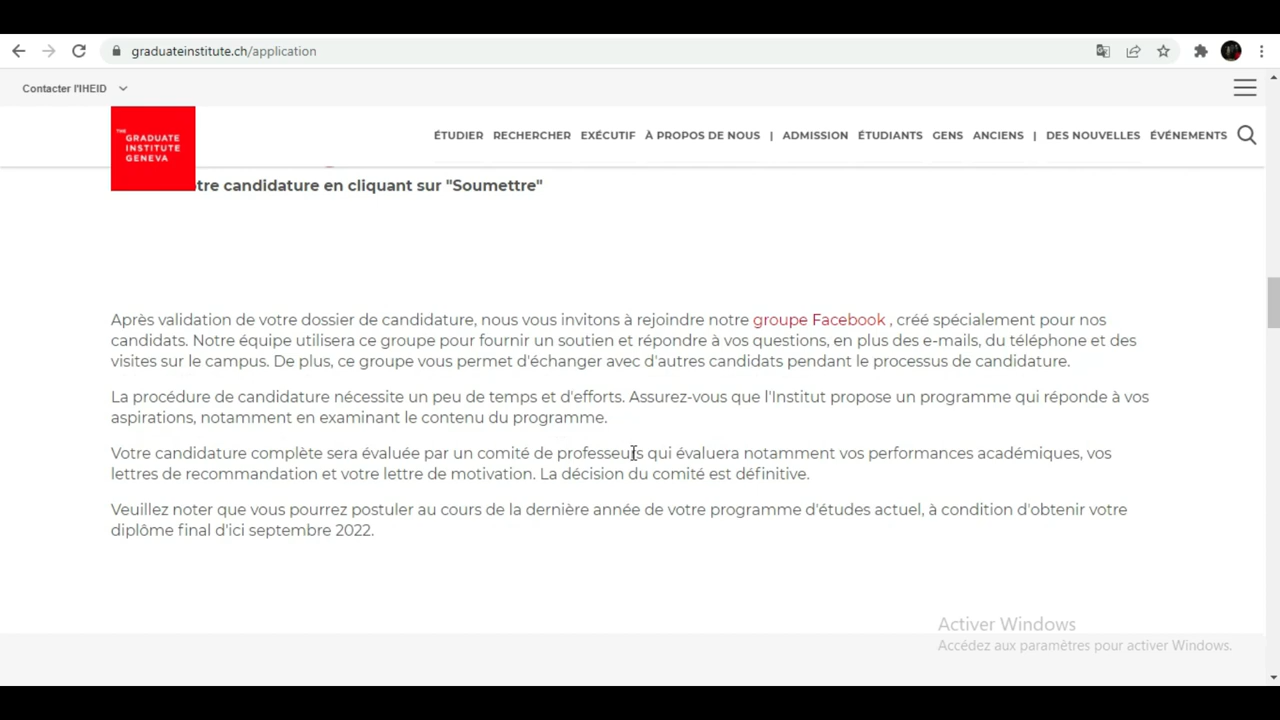 graduateinstitute.ch/application
Contacter l'IHEID
THE
GRADUATE
INSTITUTE
GENEVA
ÉTUDIER RECHERCHER EXÉCUTIF À PROPOS DE NOUS | ADMISSION ÉTUDIANTS GENS ANCIENS | DES NOUVELLES ÉVÉNEMENTS
tre candidature en cliquant sur "Soumettre"
Après validation de votre dossier de candidature, nous vous invitons à rejoindre notre groupe Facebook , créé spécialement pour nos
candidats. Notre équipe utilisera ce groupe pour fournir un soutien et répondre à vos questions, en plus des e-mails, du téléphone et des
visites sur le campus. De plus, ce groupe vous permet d'échanger avec d'autres candidats pendant le processus de candidature.
La procédure de candidature nécessite un peu de temps et d'efforts. Assurez-vous que l'Institut propose un programme qui réponde à vos
aspirations, notamment en examinant le contenu du programme.
Votre candidature complète sera évaluée par un comité de professeurs qui évaluera notamment vos performances académiques, vos
lettres de recommandation et votre lettre de motivation. La décision du comité est définitive.
Veuillez noter que vous pourrez postuler au cours de la dernière année de votre programme d'études actuel, à condition d'obtenir votre
diplôme final d'ici septembre 2022.
Activer Windows
Accédez aux paramètres pour activer Windows.